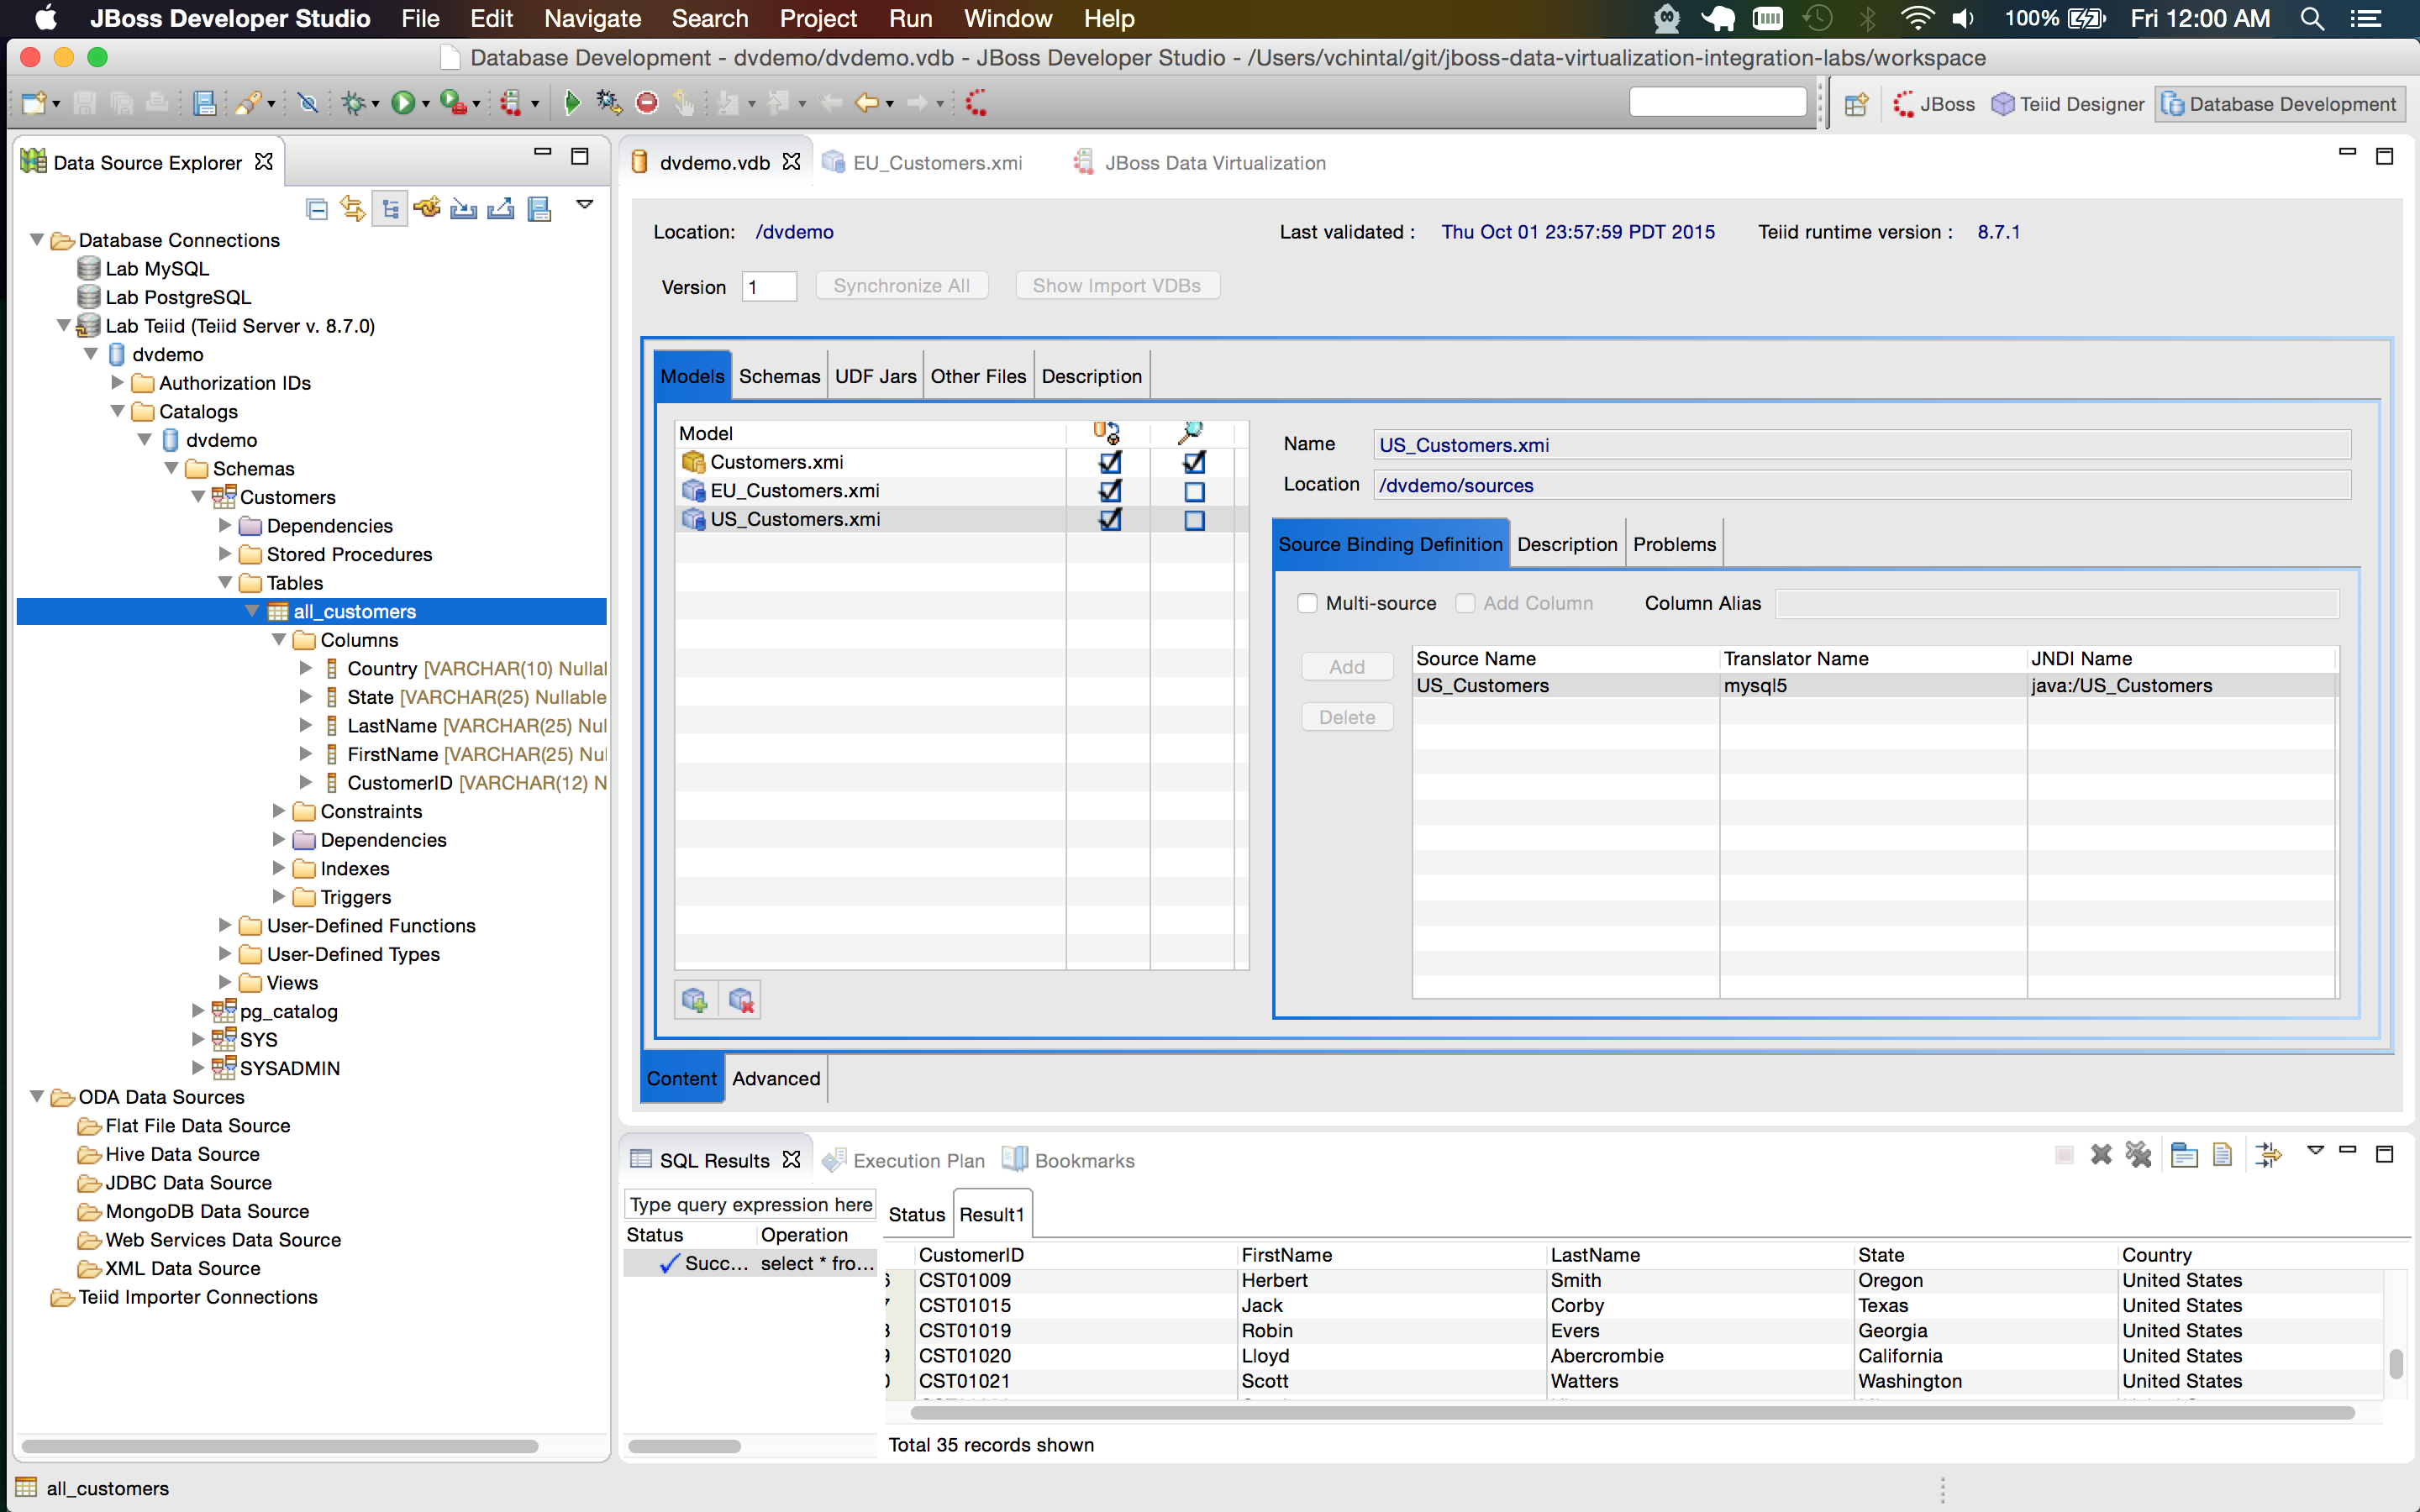 JBoss Developer Studio File Edit Navigate Search Project Run Window Help 100% Fri 12:00 AM
Database Development - dvdemo/dvdemo.vdb - JBoss Developer Studio - /Users/vchintal/git/jboss-data-virtualization-integration-labs/workspace
JBoss Teiid Designer Database Development
Data Source Explorer
Database Connections
Lab MySQL
Lab PostgreSQL
Lab Teiid (Teiid Server v. 8.7.0)
dvdemo
Authorization IDs
Catalogs
dvdemo
Schemas
Customers
Dependencies
Stored Procedures
Tables
all_customers
Columns
Country [VARCHAR(10) Nullal
State [VARCHAR(25) Nullable
LastName [VARCHAR(25) Nul
FirstName [VARCHAR(25) Nul
CustomerID [VARCHAR(12) N
Constraints
Dependencies
Indexes
Triggers
User-Defined Functions
User-Defined Types
Views
pg_catalog
SYS
SYSADMIN
ODA Data Sources
Flat File Data Source
Hive Data Source
JDBC Data Source
MongoDB Data Source
Web Services Data Source
XML Data Source
Teiid Importer Connections
dvdemo.vdb EU_Customers.xmi JBoss Data Virtualization
Location: /dvdemo Last validated : Thu Oct 01 23:57:59 PDT 2015 Teiid runtime version : 8.7.1
Version 1 Synchronize All Show Import VDBs
Models Schemas UDF Jars Other Files Description
Model
Customers.xmi
EU_Customers.xmi
US_Customers.xmi
Name US_Customers.xmi
Location /dvdemo/sources
Source Binding Definition Description Problems
Multi-source Add Column Column Alias
Add
Delete
Source Name Translator Name JNDI Name
US_Customers mysql5 java:/US_Customers
Content Advanced
SQL Results Execution Plan Bookmarks
Type query expression here
Status Operation
Succ... select * fro...
Status Result1
CustomerID FirstName LastName State Country
CST01009 Herbert Smith Oregon United States
CST01015 Jack Corby Texas United States
CST01019 Robin Evers Georgia United States
CST01020 Lloyd Abercrombie California United States
CST01021 Scott Watters Washington United States
Total 35 records shown
all_customers